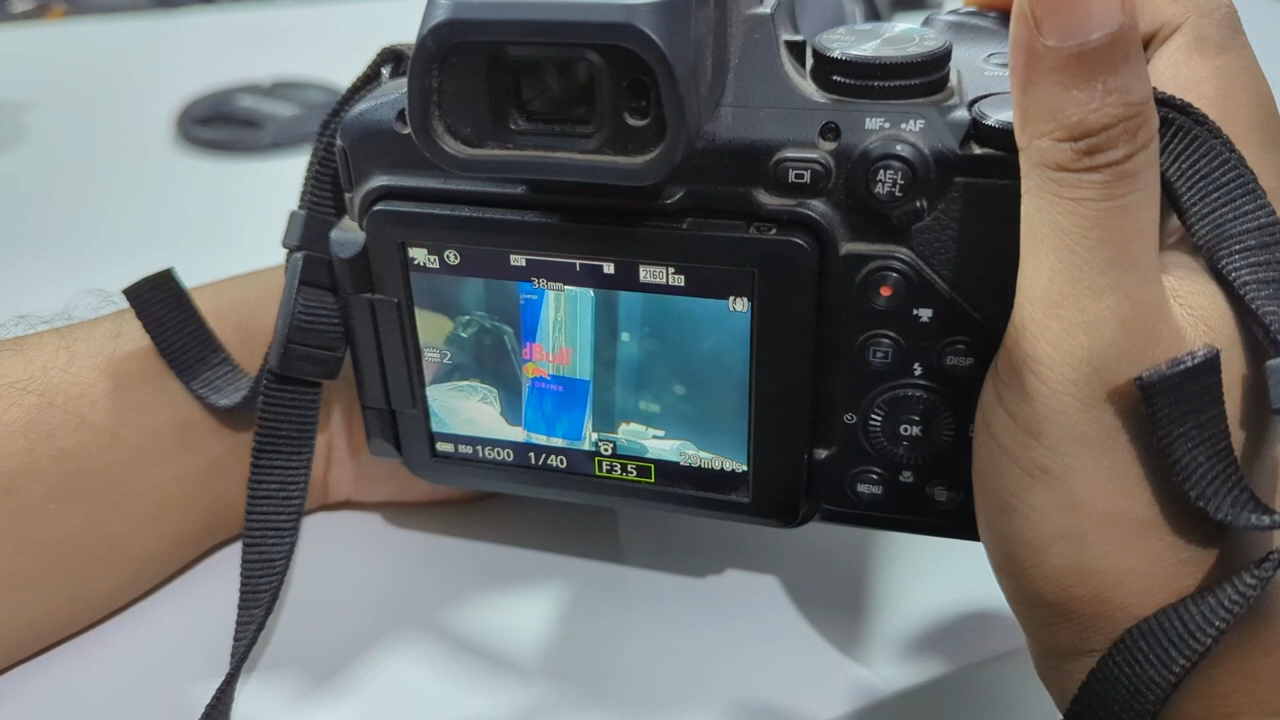 MF• •AF
AE-L
AF-L
M
W T
2160 P 30
38mm
2
dBull
DRINK
ISO 1600 1/40 F3.5 29m00s
DISP
OK
MENU